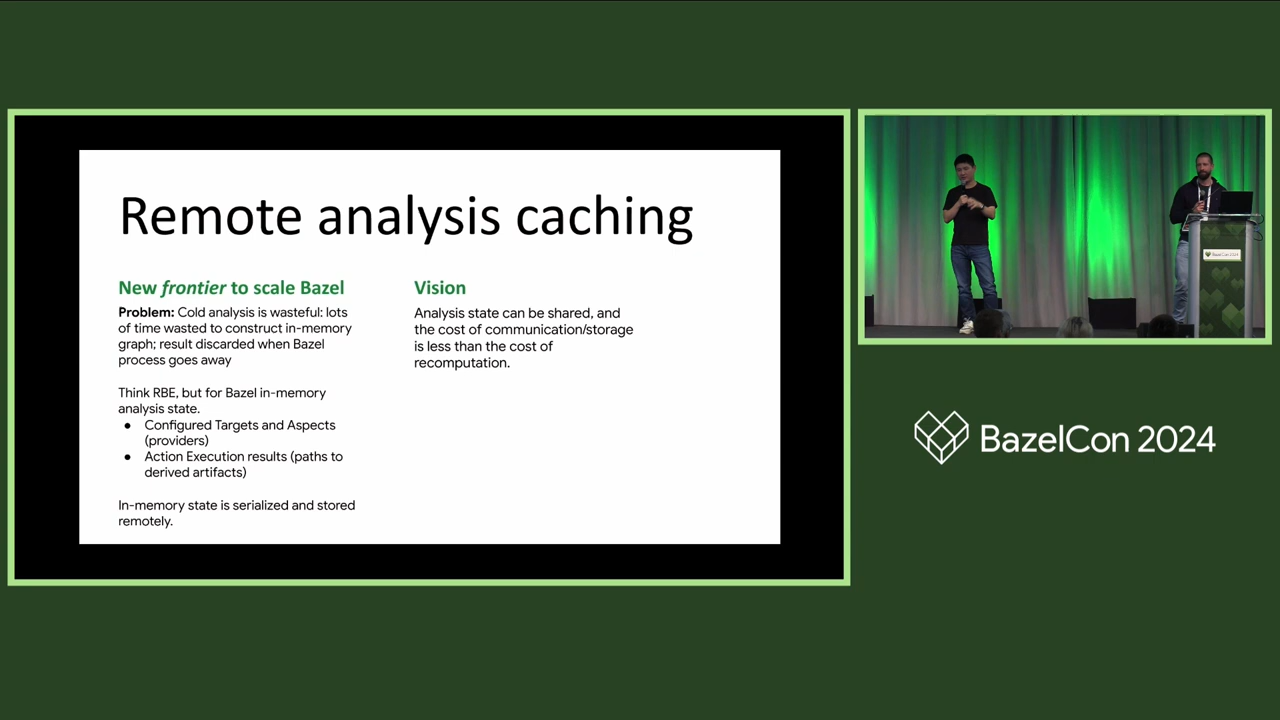 Remote analysis caching
New frontier to scale Bazel
Problem: Cold analysis is wasteful: lots
of time wasted to construct in-memory
graph; result discarded when Bazel
process goes away
Think RBE, but for Bazel in-memory
analysis state.
● Configured Targets and Aspects
(providers)
● Action Execution results (paths to
derived artifacts)
In-memory state is serialized and stored
remotely.
Vision
Analysis state can be shared, and
the cost of communication/storage
is less than the cost of
recomputation.
BazelCon 2024
BazelCon 2024